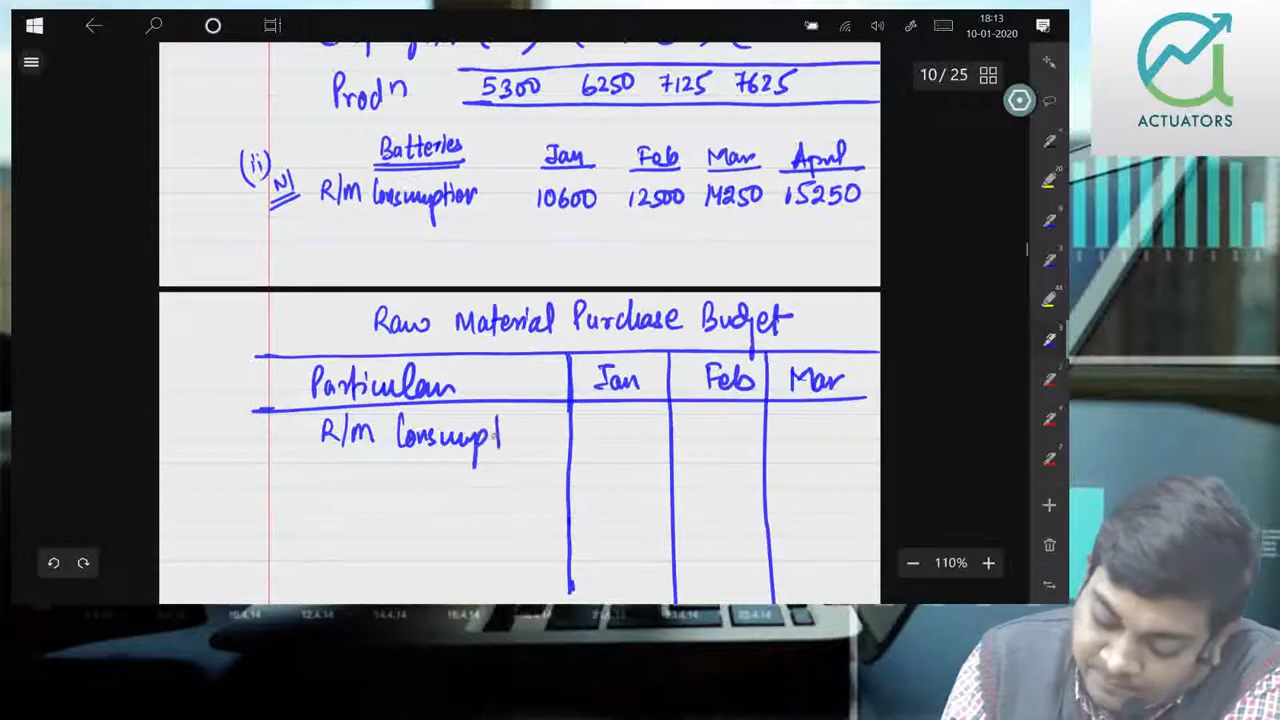 18:13
10-01-2020
10/25
ACTUATORS
Prodn 5300 6250 7125 7625
(ii) Batteries Jan Feb Mar April
N1 R/M Consumption 10600 12500 14250 15250
Raw Material Purchase Budget
Particulars Jan Feb Mar
R/M Consumpt
110%